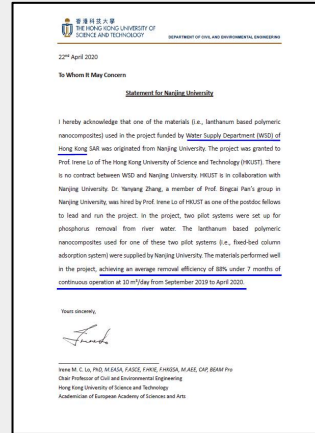 香港科技大學
THE HONG KONG UNIVERSITY OF
SCIENCE AND TECHNOLOGY
DEPARTMENT OF CIVIL AND ENVIRONMENTAL ENGINEERING
22nd April 2020
To Whom It May Concern
Statement for Nanjing University
I hereby acknowledge that one of the materials (i.e., lanthanum based polymeric
nanocomposites) used in the project funded by Water Supply Department (WSD) of
Hong Kong SAR was originated from Nanjing University. The project was granted to
Prof. Irene Lo of The Hong Kong University of Science and Technology (HKUST). There
is no contract between WSD and Nanjing University. HKUST is in collaboration with
Nanjing University. Dr. Yanyang Zhang, a member of Prof. Bingcai Pan's group in
Nanjing University, was hired by Prof. Irene Lo of HKUST as one of the postdoc fellows
to lead and run the project. In the project, two pilot systems were set up for
phosphorus removal from river water. The lanthanum based polymeric
nanocomposites used for one of these two pilot systems (i.e., fixed-bed column
adsorption system) were supplied by Nanjing University. The materials performed well
in the project, achieving an average removal efficiency of 88% under 7 months of
continuous operation at 10 m³/day from September 2019 to April 2020.
Yours sincerely,
Irene M. C. Lo, PhD, M.EASA, F.ASCE, F.HKIE, F.HKGSA, M.AEE, CAP, BEAM Pro
Chair Professor of Civil and Environmental Engineering
Hong Kong University of Science and Technology
Academician of European Academy of Sciences and Arts